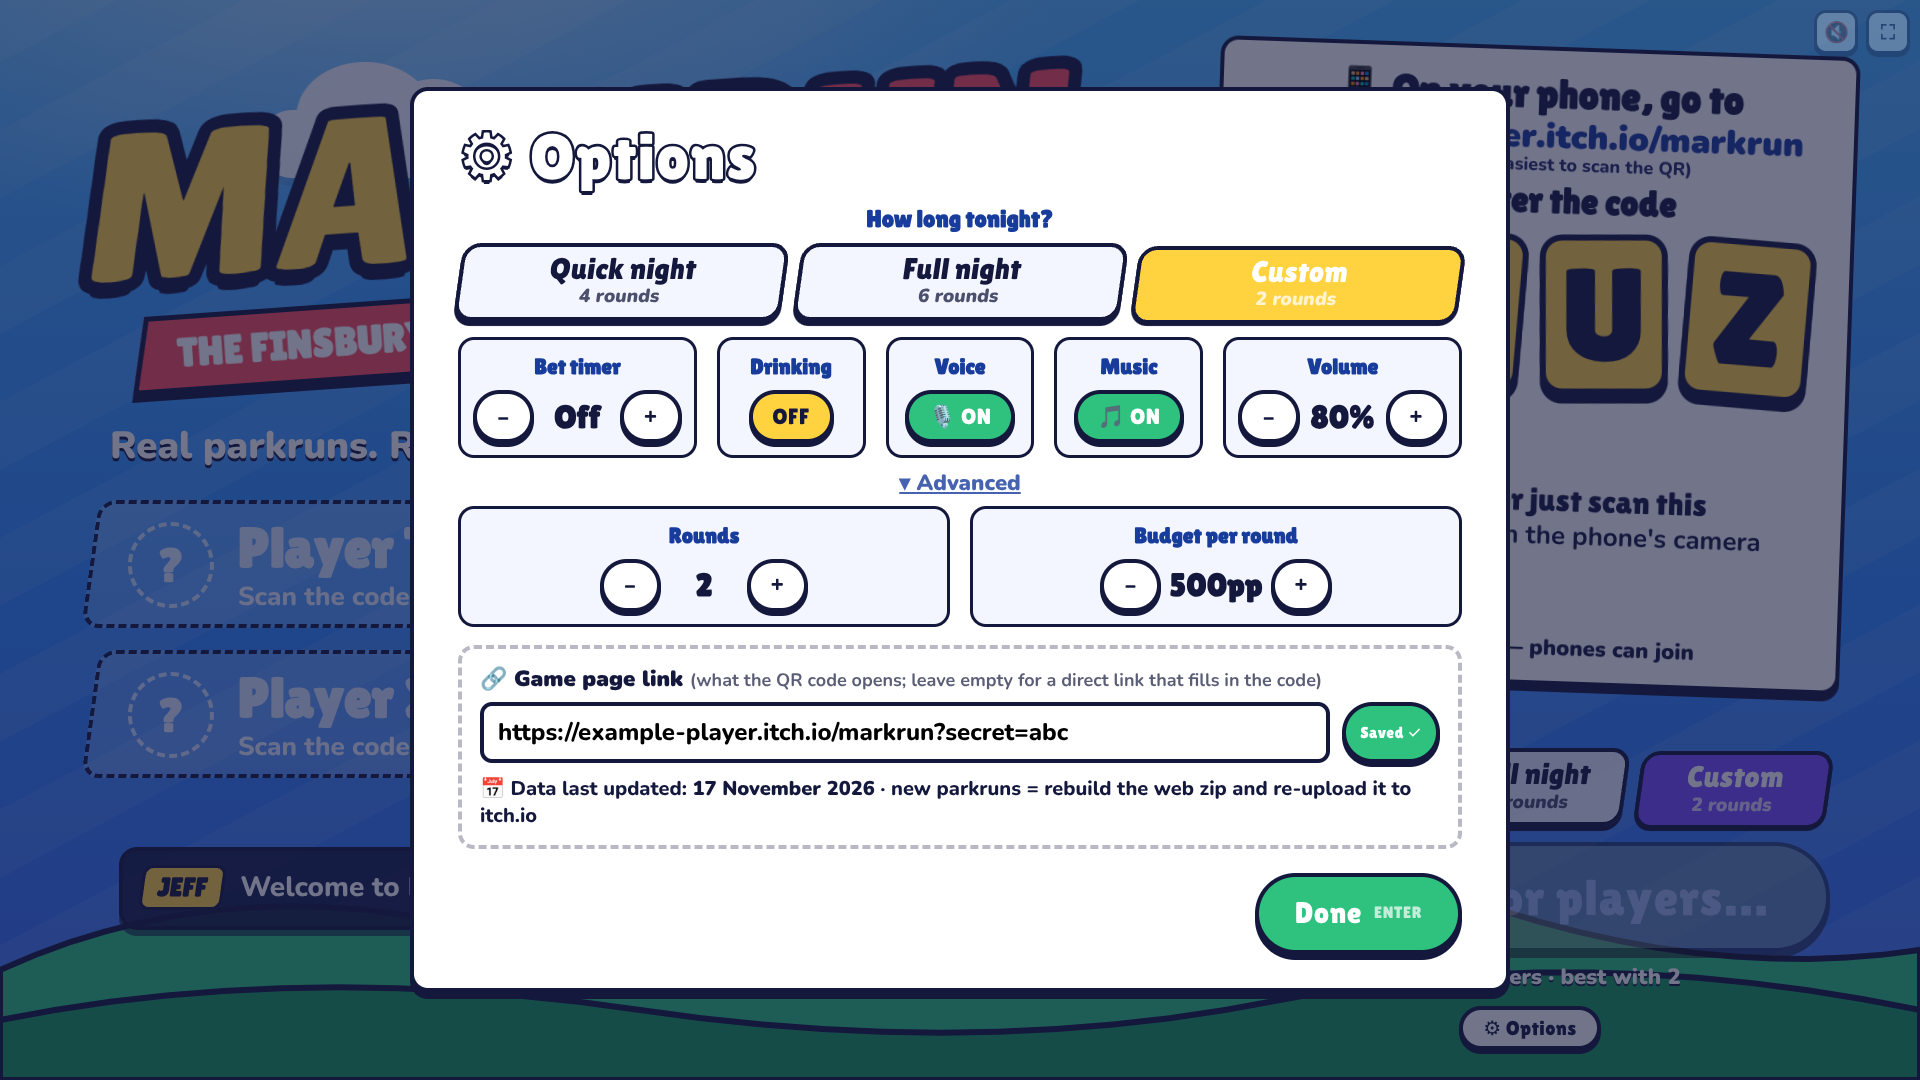 MA
THE FINSBUR
Real parkruns. R
Player
Scan the code
Player
Scan the code
JEFF Welcome to
On your phone, go to
er.itch.io/markrun
asiest to scan the QR)
ter the code
U Z
r just scan this
n the phone's camera
— phones can join
l night
rounds
Custom
2 rounds
or players...
ers · best with 2
⚙ Options
⚙ Options
How long tonight?
Quick night
4 rounds
Full night
6 rounds
Custom
2 rounds
Bet timer
– Off +
Drinking
OFF
Voice
🎙️ ON
Music
🎵 ON
Volume
– 80% +
▾ Advanced
Rounds
– 2 +
Budget per round
– 500pp +
🔗 Game page link (what the QR code opens; leave empty for a direct link that fills in the code)
https://example-player.itch.io/markrun?secret=abc
Saved ✓
📅 Data last updated: 17 November 2026 · new parkruns = rebuild the web zip and re-upload it to
itch.io
Done ENTER